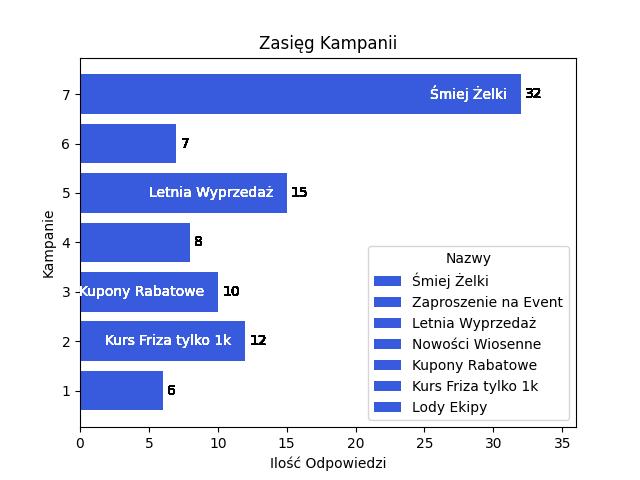 Zasięg Kampanii
7
Śmiej Żelki
32
6
7
5
Letnia Wyprzedaż
15
4
8
3
Kupony Rabatowe
10
2
Kurs Friza tylko 1k
12
1
6
Kampanie
Nazwy
Śmiej Żelki
Zaproszenie na Event
Letnia Wyprzedaż
Nowości Wiosenne
Kupony Rabatowe
Kurs Friza tylko 1k
Lody Ekipy
0 5 10 15 20 25 30 35
Ilość Odpowiedzi